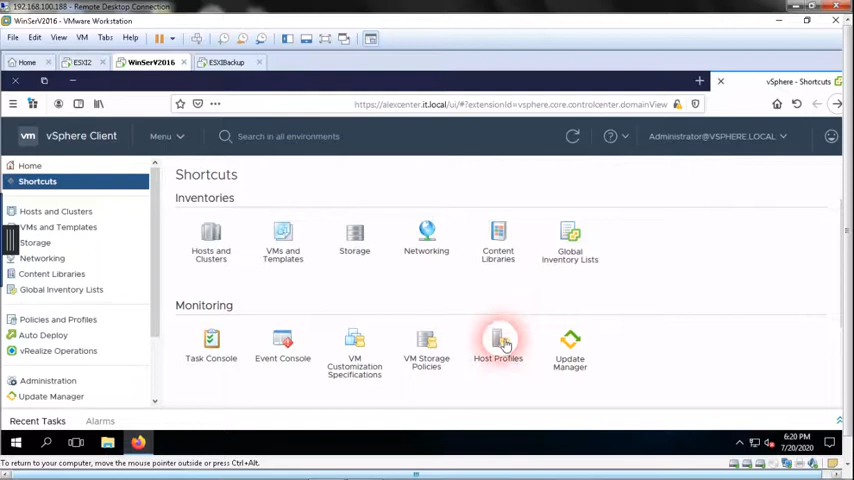 192.168.100.188 - Remote Desktop Connection
WinSerV2016 - VMware Workstation
File Edit View VM Tabs Help
Home ESXI2 WinSerV2016 ESXIBackup
vSphere - Shortcuts
https://alexcenter.it.local/ui/#?extensionId=vsphere.core.controlcenter.domainView
vm vSphere Client Menu Search in all environments Administrator@VSPHERE.LOCAL
Home
Shortcuts
Hosts and Clusters
VMs and Templates
Storage
Networking
Content Libraries
Global Inventory Lists
Policies and Profiles
Auto Deploy
vRealize Operations
Administration
Update Manager
Shortcuts
Inventories
Hosts and Clusters
VMs and Templates
Storage
Networking
Content Libraries
Global Inventory Lists
Monitoring
Task Console
Event Console
VM Customization Specifications
VM Storage Policies
Host Profiles
Update Manager
Recent Tasks Alarms
6:20 PM
7/20/2020
To return to your computer, move the mouse pointer outside or press Ctrl+Alt.